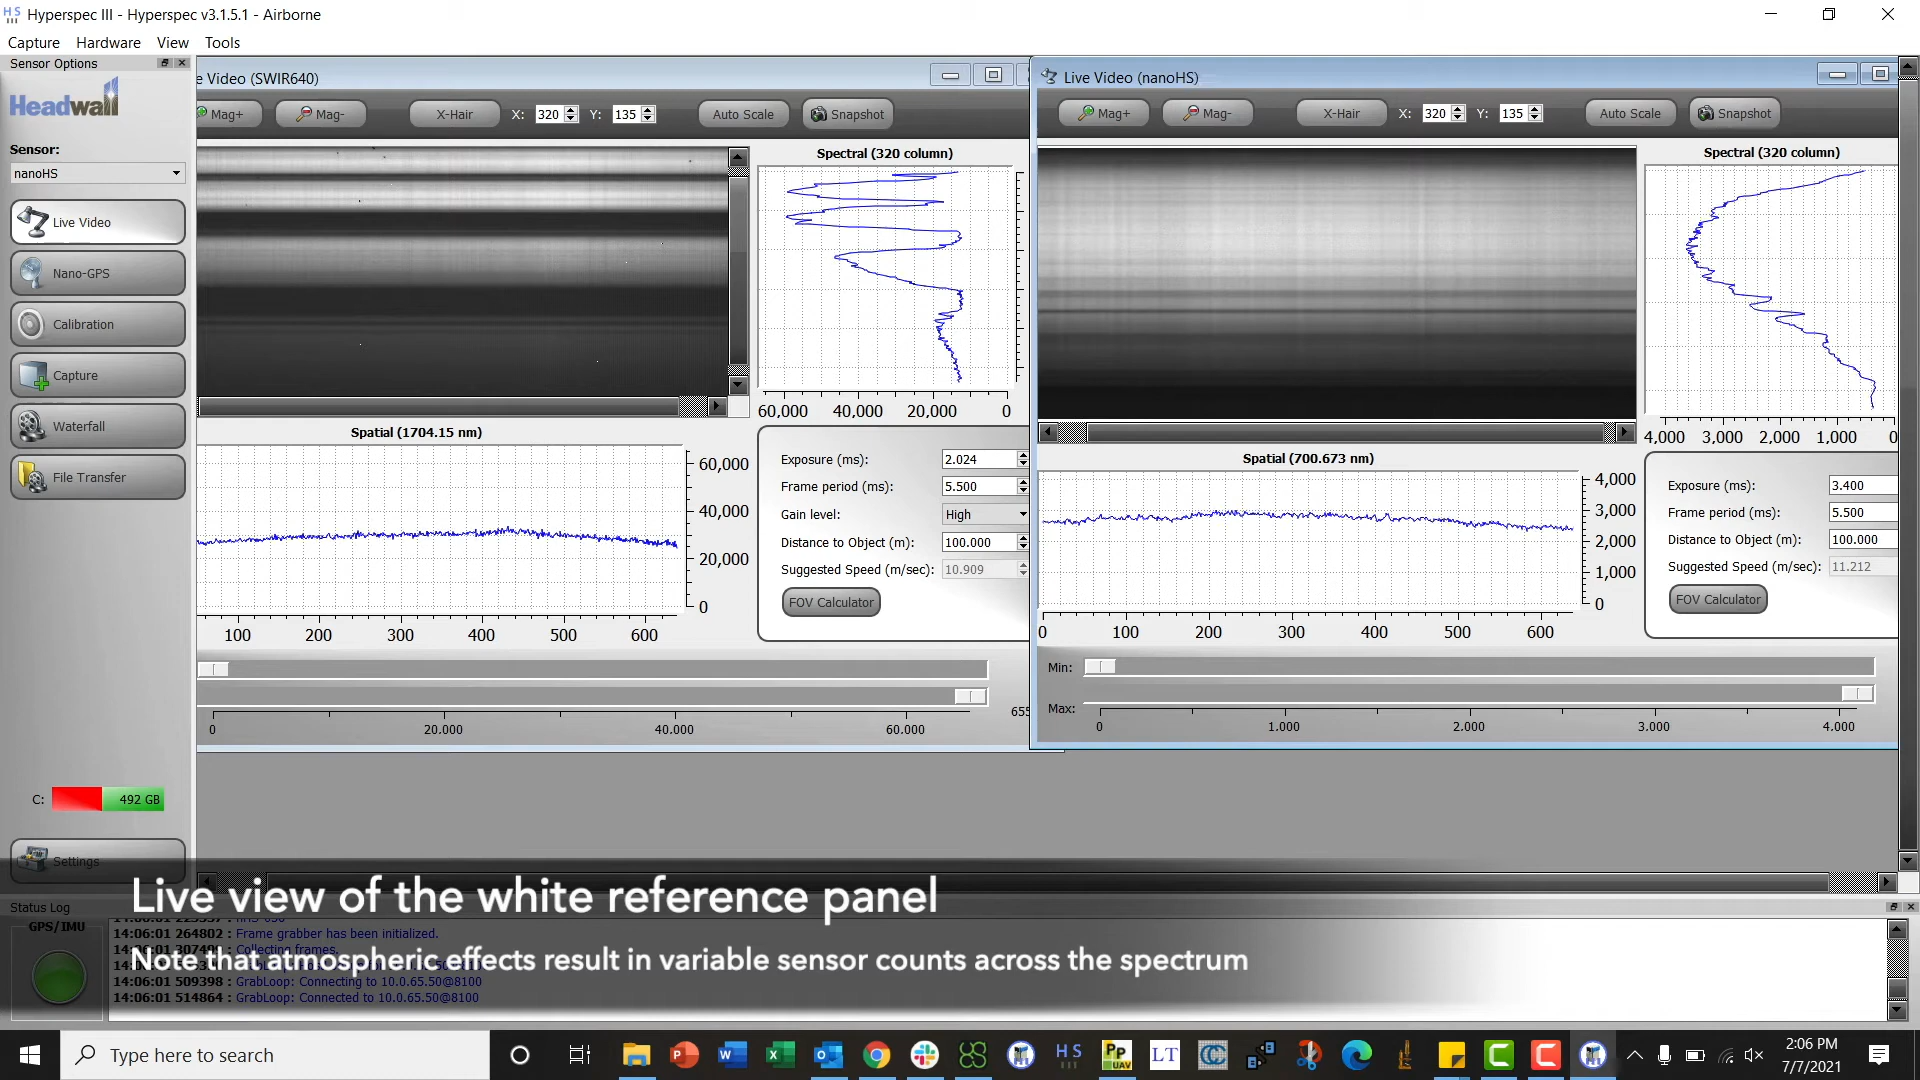 Hyperspec III - Hyperspec v3.1.5.1 - Airborne
Capture Hardware View Tools
Sensor Options
Headwall
Sensor:
nanoHS
Live Video
Nano-GPS
Calibration
Capture
Waterfall
File Transfer
C: 492 GB
Settings
e Video (SWIR640)
Mag+ Mag- X-Hair X: 320 Y: 135 Auto Scale Snapshot
Spectral (320 column)
60,000 40,000 20,000 0
Spatial (1704.15 nm)
60,000
40,000
20,000
0
100 200 300 400 500 600
Exposure (ms): 2.024
Frame period (ms): 5.500
Gain level: High
Distance to Object (m): 100.000
Suggested Speed (m/sec): 10.909
FOV Calculator
655
0 20.000 40.000 60.000
Live Video (nanoHS)
Mag+ Mag- X-Hair X: 320 Y: 135 Auto Scale Snapshot
Spectral (320 column)
4,000 3,000 2,000 1,000 0
Spatial (700.673 nm)
4,000
3,000
2,000
1,000
0
0 100 200 300 400 500 600
Exposure (ms): 3.400
Frame period (ms): 5.500
Distance to Object (m): 100.000
Suggested Speed (m/sec): 11.212
FOV Calculator
Min:
Max:
0 1.000 2.000 3.000 4.000
Live view of the white reference panel
Note that atmospheric effects result in variable sensor counts across the spectrum
Status Log
GPS/IMU
14:06:01 264802 : Frame grabber has been initialized.
Collecting frames.
14:06:01 509398 : GrabLoop: Connecting to 10.0.65.50@8100
14:06:01 514864 : GrabLoop: Connected to 10.0.65.50@8100
Type here to search
2:06 PM
7/7/2021